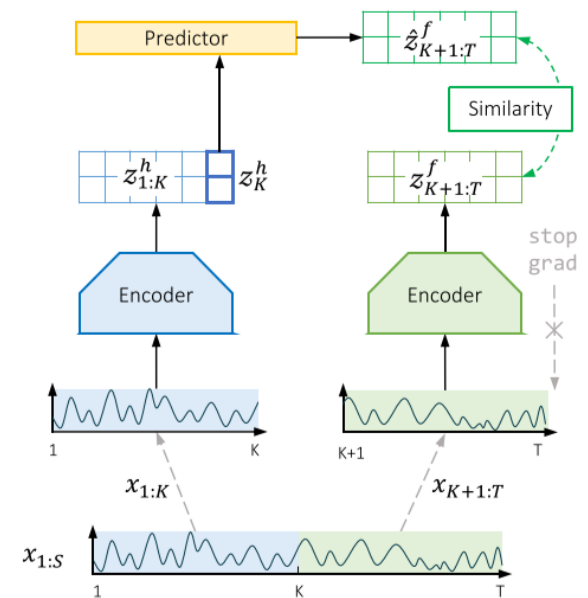 Predictor
ẑ^f_{K+1:T}
Similarity
z^h_{1:K}
z^h_K
z^f_{K+1:T}
stop
grad
Encoder
Encoder
1
K
K+1
T
x_{1:K}
x_{K+1:T}
x_{1:S}
1
K
T